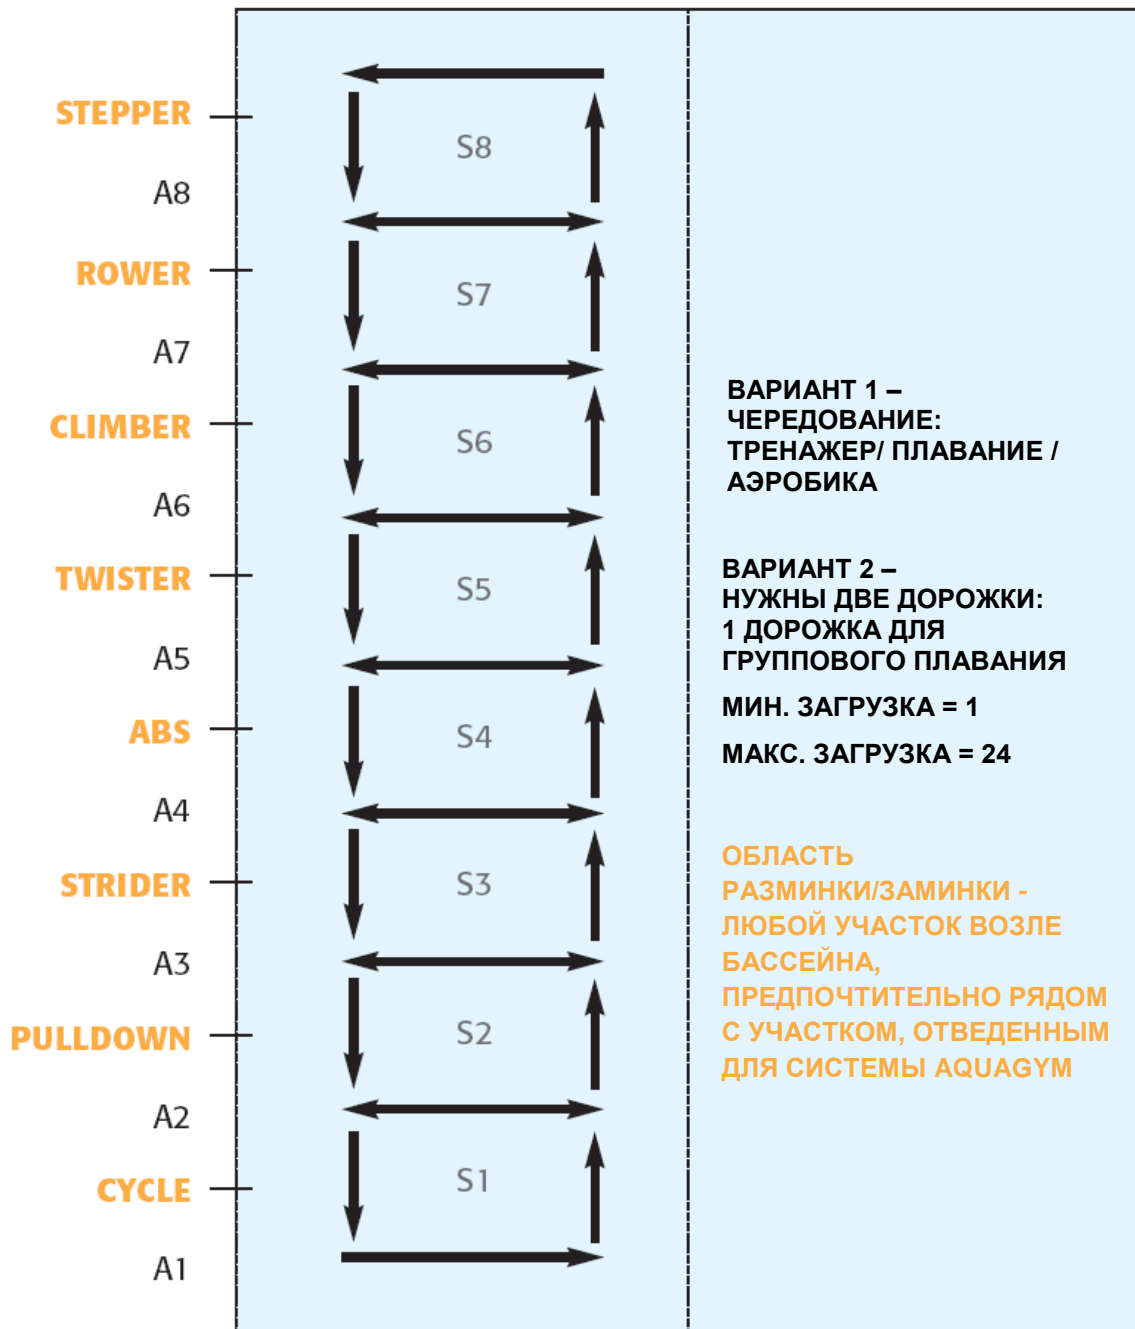 STEPPER
S8
A8
ROWER
S7
A7
CLIMBER
S6
A6
TWISTER
S5
A5
ABS
S4
A4
STRIDER
S3
A3
PULLDOWN
S2
A2
CYCLE
S1
A1
ВАРИАНТ 1 –
ЧЕРЕДОВАНИЕ:
ТРЕНАЖЕР/ ПЛАВАНИЕ /
АЭРОБИКА
ВАРИАНТ 2 –
НУЖНЫ ДВЕ ДОРОЖКИ:
1 ДОРОЖКА ДЛЯ
ГРУППОВОГО ПЛАВАНИЯ
МИН. ЗАГРУЗКА = 1
МАКС. ЗАГРУЗКА = 24
ОБЛАСТЬ
РАЗМИНКИ/ЗАМИНКИ -
ЛЮБОЙ УЧАСТОК ВОЗЛЕ
БАССЕЙНА,
ПРЕДПОЧТИТЕЛЬНО РЯДОМ
С УЧАСТКОМ, ОТВЕДЕННЫМ
ДЛЯ СИСТЕМЫ AQUAGYM